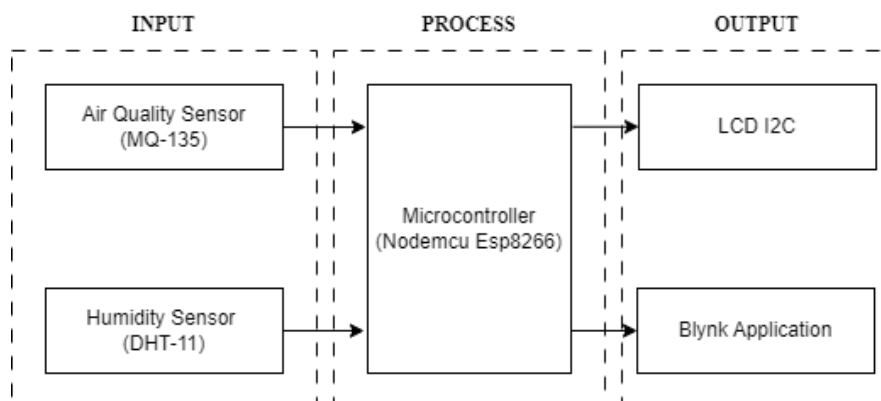 INPUT
PROCESS
OUTPUT
Air Quality Sensor
(MQ-135)
LCD I2C
Microcontroller
(Nodemcu Esp8266)
Humidity Sensor
(DHT-11)
Blynk Application